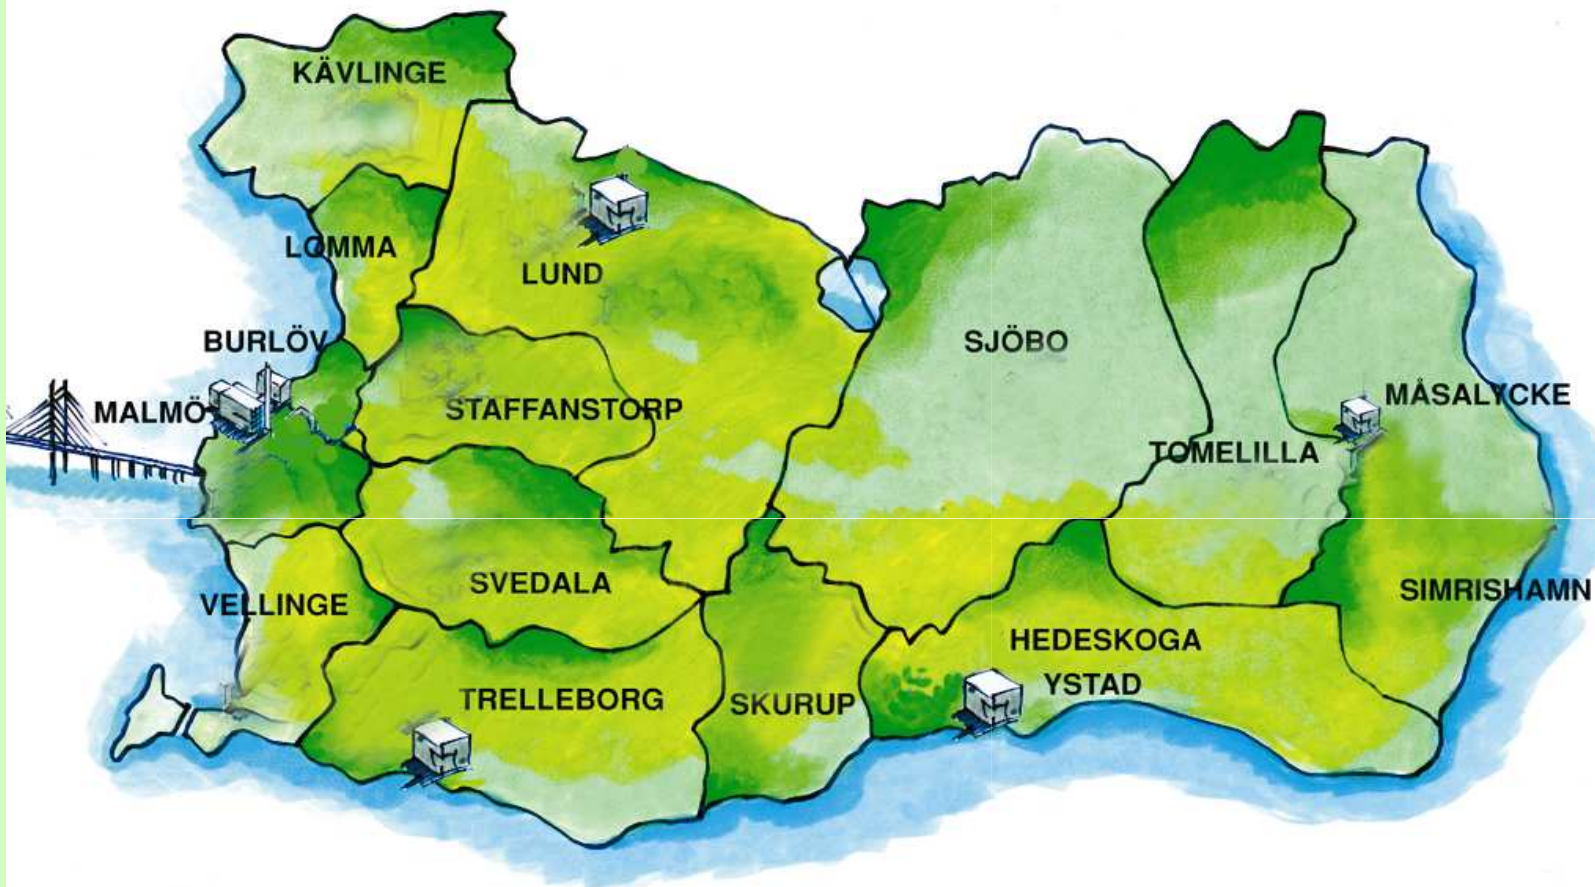 KÄVLINGE
LOMMA
LUND
BURLÖV
SJÖBO
MALMÖ
STAFFANSTORP
MÅSALYCKE
TOMELILLA
SVEDALA
SIMRISHAMN
VELLINGE
HEDESKOGA
YSTAD
TRELLEBORG
SKURUP